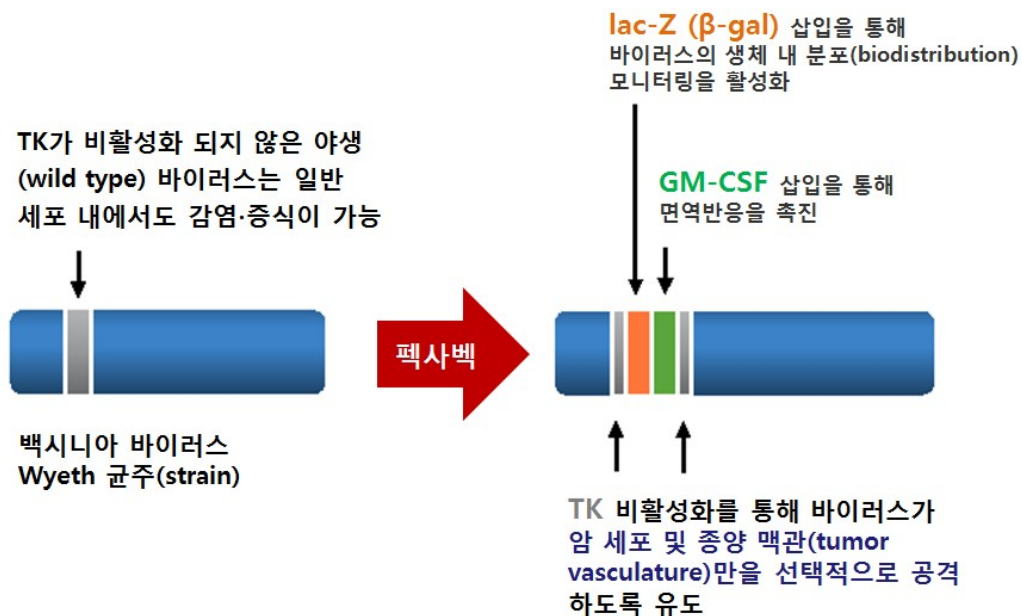 lac-Z (β-gal) 삽입을 통해
바이러스의 생체 내 분포(biodistribution)
모니터링을 활성화
TK가 비활성화 되지 않은 야생
(wild type) 바이러스는 일반
세포 내에서도 감염·증식이 가능
GM-CSF 삽입을 통해
면역반응을 촉진
펙사벡
백시니아 바이러스
Wyeth 균주(strain)
TK 비활성화를 통해 바이러스가
암 세포 및 종양 맥관(tumor
vasculature)만을 선택적으로 공격
하도록 유도